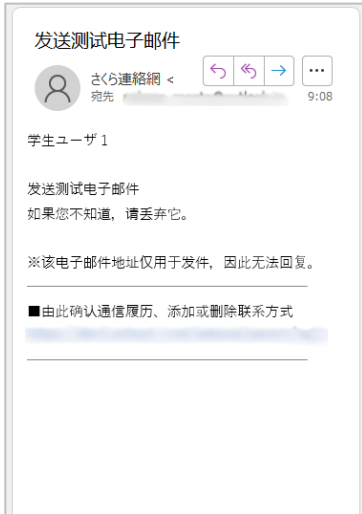 发送测试电子邮件
さくら連絡網 <
宛先
9:08
学生ユーザ 1
发送测试电子邮件
如果您不知道，请丢弃它。
※该电子邮件地址仅用于发件，因此无法回复。
■由此确认通信履历、添加或删除联系方式